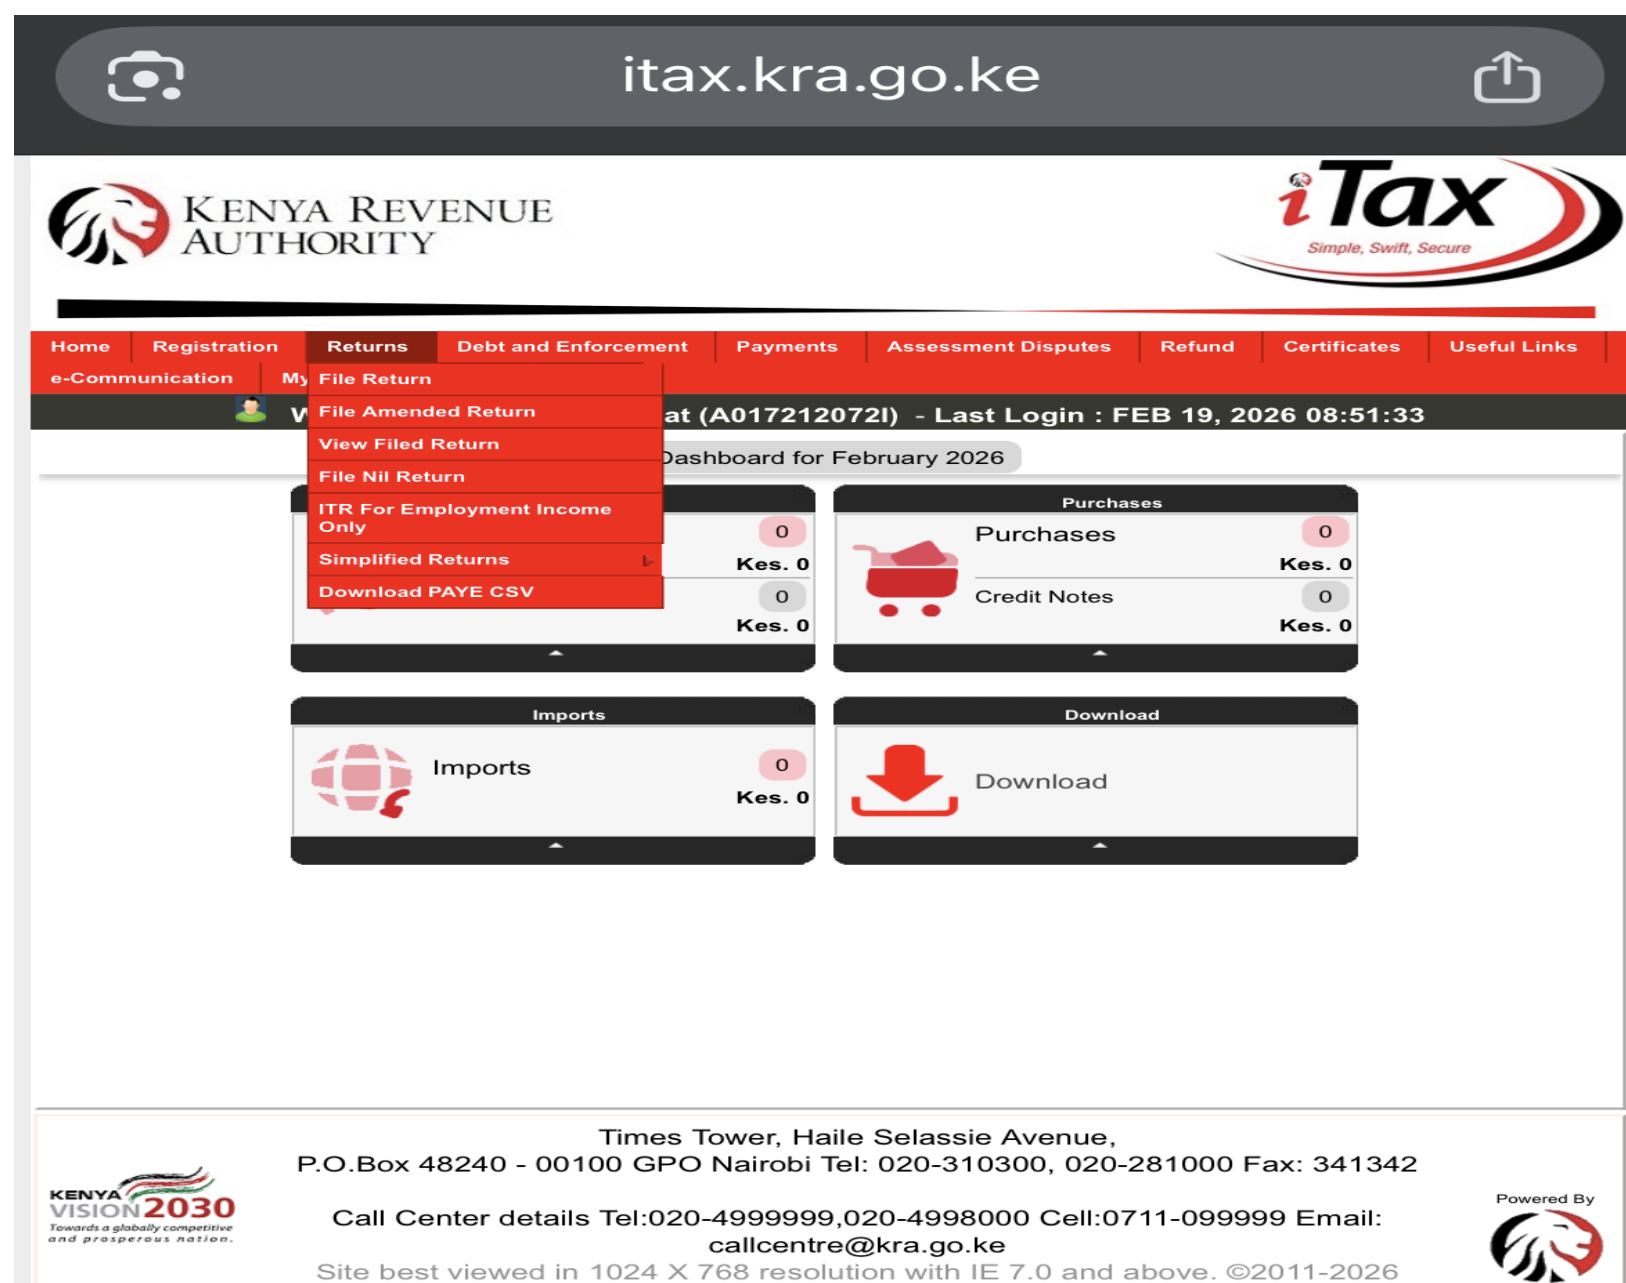 itax.kra.go.ke
KENYA REVENUE
AUTHORITY
iTax
Simple, Swift, Secure
Home Registration Returns Debt and Enforcement Payments Assessment Disputes Refund Certificates Useful Links
e-Communication My
File Return
File Amended Return
View Filed Return
File Nil Return
ITR For Employment Income
Only
Simplified Returns
Download PAYE CSV
W at (A017212072I) - Last Login : FEB 19, 2026 08:51:33
Dashboard for February 2026
0
Kes. 0
0
Kes. 0
Purchases
Purchases 0
Kes. 0
Credit Notes 0
Kes. 0
Imports
Imports 0
Kes. 0
Download
Download
Times Tower, Haile Selassie Avenue,
P.O.Box 48240 - 00100 GPO Nairobi Tel: 020-310300, 020-281000 Fax: 341342
Call Center details Tel:020-4999999,020-4998000 Cell:0711-099999 Email:
callcentre@kra.go.ke
Site best viewed in 1024 X 768 resolution with IE 7.0 and above. ©2011-2026
KENYA
VISION 2030
Towards a globally competitive
and prosperous nation.
Powered By